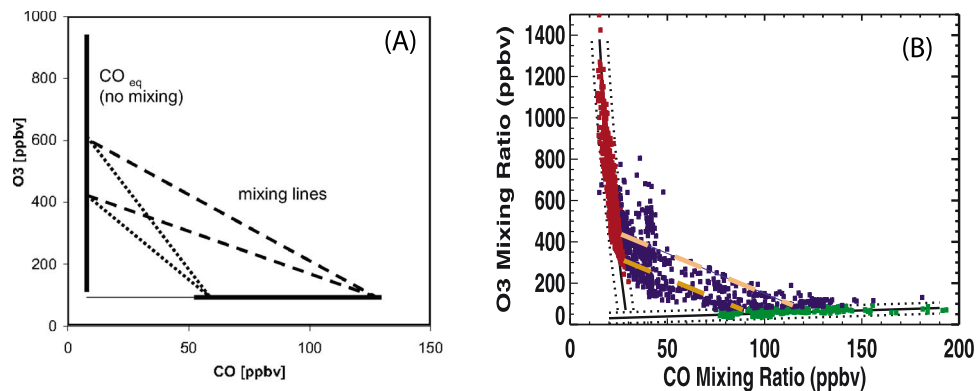 (A)
1000
800
600
400
200
0
O3 [ppbv]
CO eq
(no mixing)
mixing lines
0
50
100
150
CO [ppbv]
(B)
1500
1400
1200
1000
800
600
400
200
0
O3 Mixing Ratio (ppbv)
0
50
100
150
200
CO Mixing Ratio (ppbv)